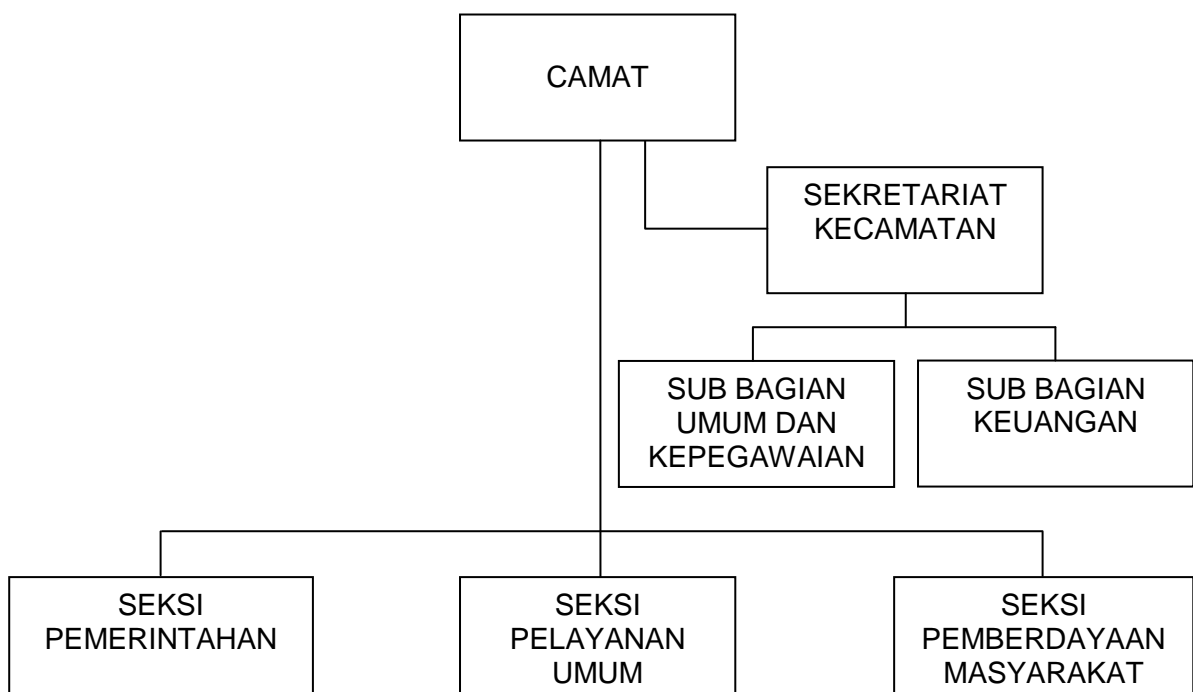 CAMAT
SEKRETARIAT
KECAMATAN
SUB BAGIAN
UMUM DAN
KEPEGAWAIAN
SUB BAGIAN
KEUANGAN
SEKSI
PEMERINTAHAN
SEKSI
PELAYANAN
UMUM
SEKSI
PEMBERDAYAAN
MASYARAKAT